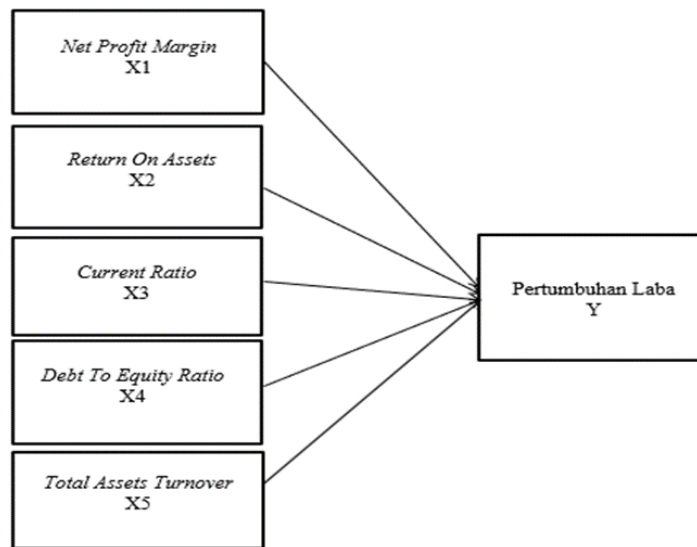 Net Profit Margin
X1
Return On Assets
X2
Current Ratio
X3
Debt To Equity Ratio
X4
Total Assets Turnover
X5
Pertumbuhan Laba
Y